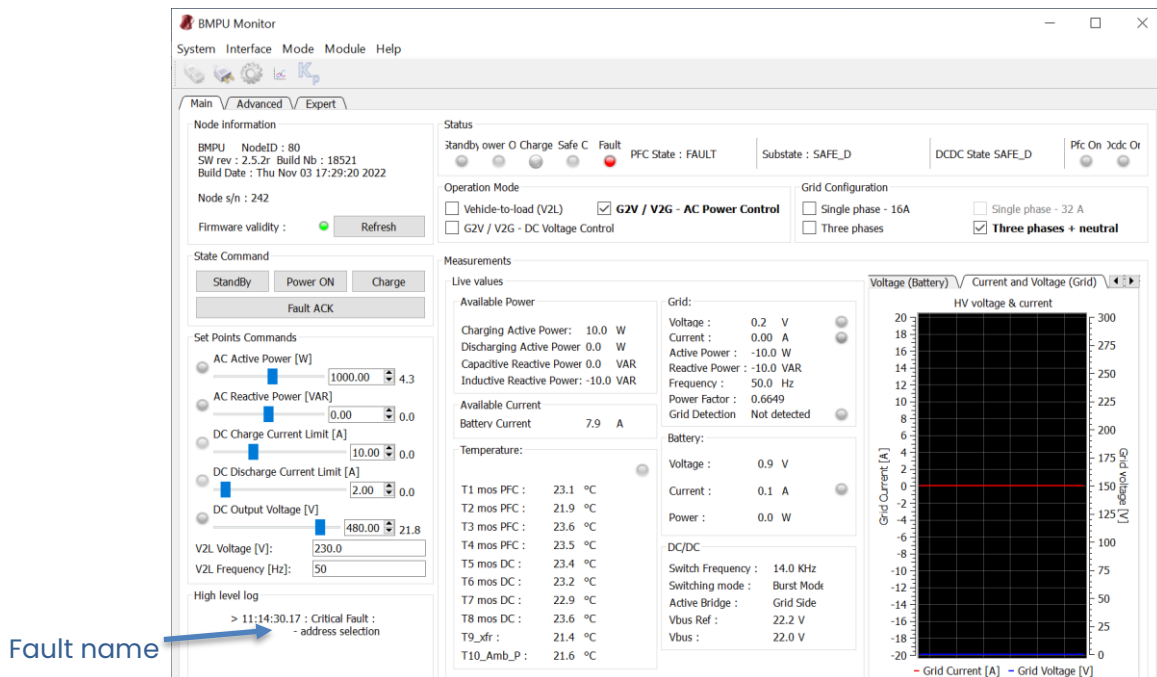 BMPU Monitor
System Interface Mode Module Help
Kp
Main Advanced Expert
Node information
BMPU NodeID : 80
SW rev : 2.5.2r Build Nb : 18521
Build Date : Thu Nov 03 17:29:20 2022
Node s/n : 242
Firmware validity : Refresh
Status
Standby ower O Charge Safe C Fault
PFC State : FAULT Substate : SAFE_D DCDC State SAFE_D
Pfc On Dcdc Or
Operation Mode
Vehicle-to-load (V2L) G2V / V2G - AC Power Control
G2V / V2G - DC Voltage Control
Grid Configuration
Single phase - 16A Single phase - 32 A
Three phases Three phases + neutral
State Command
StandBy Power ON Charge
Fault ACK
Set Points Commands
AC Active Power [W]
1000.00 4.3
AC Reactive Power [VAR]
0.00 0.0
DC Charge Current Limit [A]
10.00 0.0
DC Discharge Current Limit [A]
2.00 0.0
DC Output Voltage [V]
480.00 21.8
V2L Voltage [V]: 230.0
V2L Frequency [Hz]: 50
High level log
> 11:14:30.17 : Critical Fault :
- address selection
Fault name
Measurements
Live values
Available Power
Charging Active Power: 10.0 W
Discharging Active Power 0.0 W
Capacitive Reactive Power 0.0 VAR
Inductive Reactive Power: -10.0 VAR
Available Current
Battery Current 7.9 A
Temperature:
T1 mos PFC : 23.1 °C
T2 mos PFC : 21.9 °C
T3 mos PFC : 23.6 °C
T4 mos PFC : 23.5 °C
T5 mos DC : 23.4 °C
T6 mos DC : 23.2 °C
T7 mos DC : 22.9 °C
T8 mos DC : 23.6 °C
T9_xfr : 21.4 °C
T10_Amb_P : 21.6 °C
Grid:
Voltage : 0.2 V
Current : 0.00 A
Active Power : -10.0 W
Reactive Power : -10.0 VAR
Frequency : 50.0 Hz
Power Factor : 0.6649
Grid Detection Not detected
Battery:
Voltage : 0.9 V
Current : 0.1 A
Power : 0.0 W
DC/DC
Switch Frequency : 14.0 KHz
Switching mode : Burst Mode
Active Bridge : Grid Side
Vbus Ref : 22.2 V
Vbus : 22.0 V
Voltage (Battery) Current and Voltage (Grid)
HV voltage & current
20
18
16
14
12
10
8
6
4
2
0
-2
-4
-6
-8
-10
-12
-14
-16
-18
-20
Grid Current [A]
300
275
250
225
200
175
150
125
100
75
50
25
0
Grid voltage [V]
Grid Current [A] Grid Voltage [V]